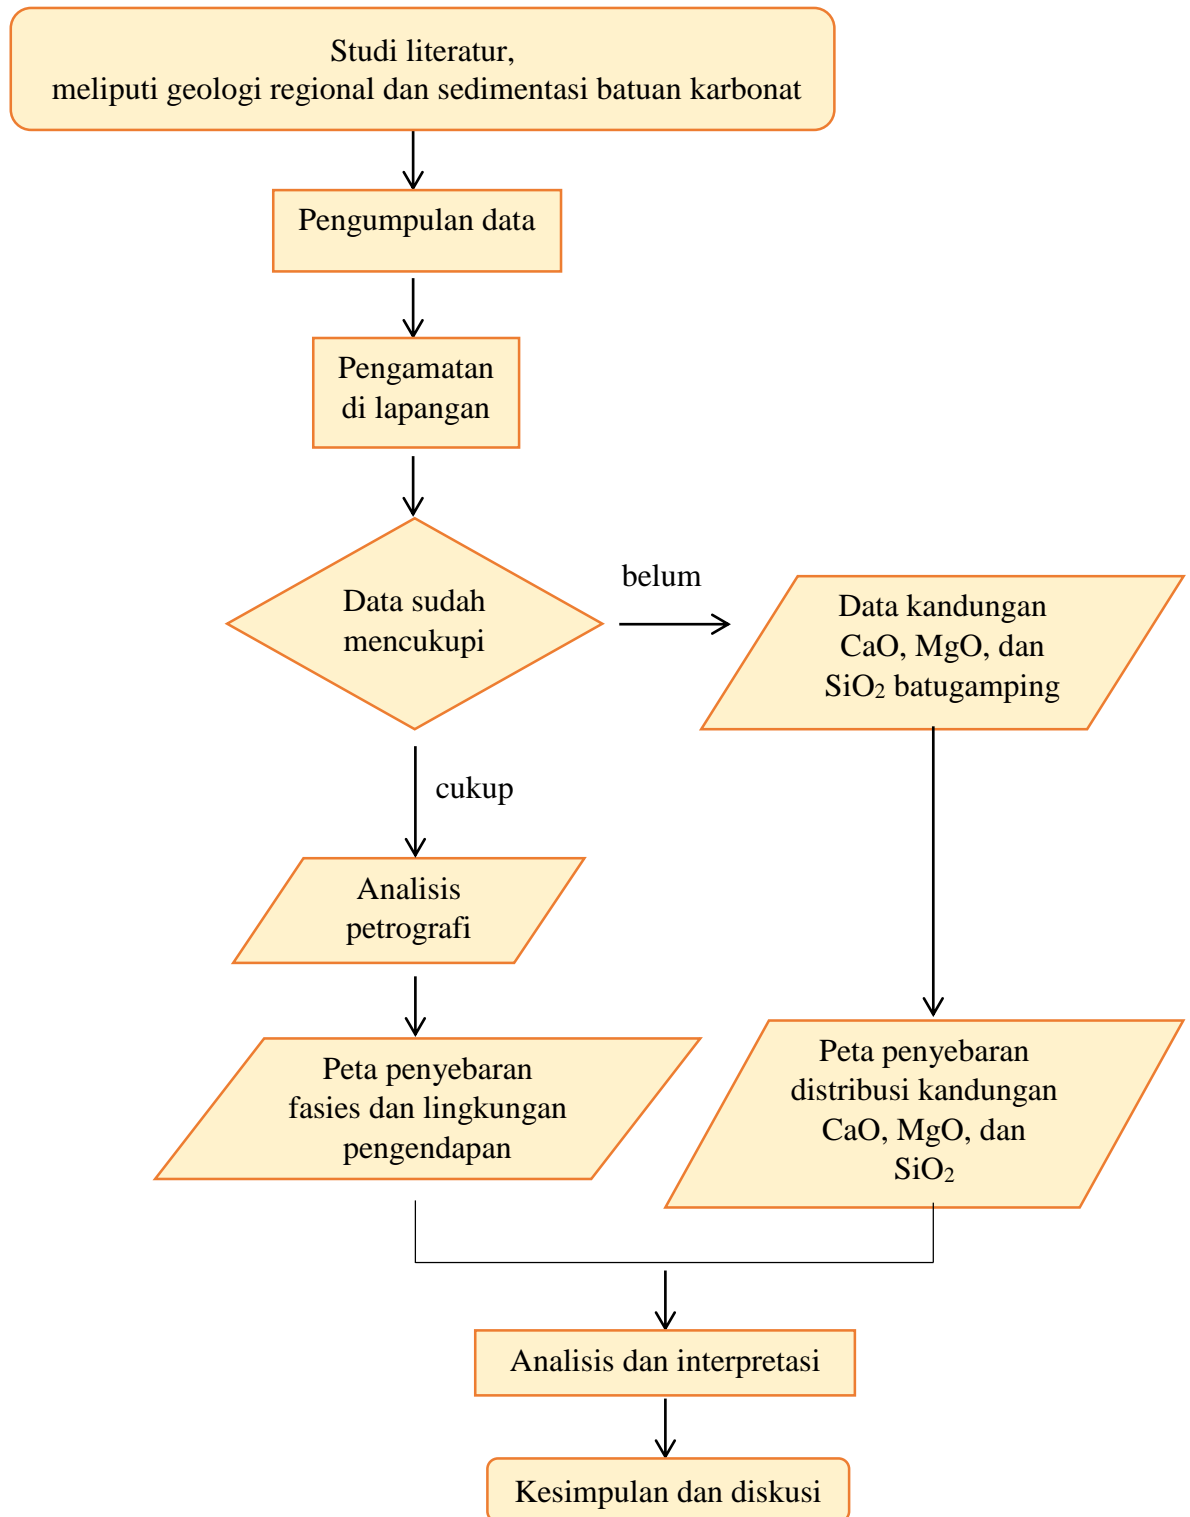 Studi literatur,
meliputi geologi regional dan sedimentasi batuan karbonat
Pengumpulan data
Pengamatan
di lapangan
Data sudah
mencukupi
belum
Data kandungan
CaO, MgO, dan
SiO₂ batugamping
cukup
Analisis
petrografi
Peta penyebaran
fasies dan lingkungan
pengendapan
Peta penyebaran
distribusi kandungan
CaO, MgO, dan
SiO₂
Analisis dan interpretasi
Kesimpulan dan diskusi